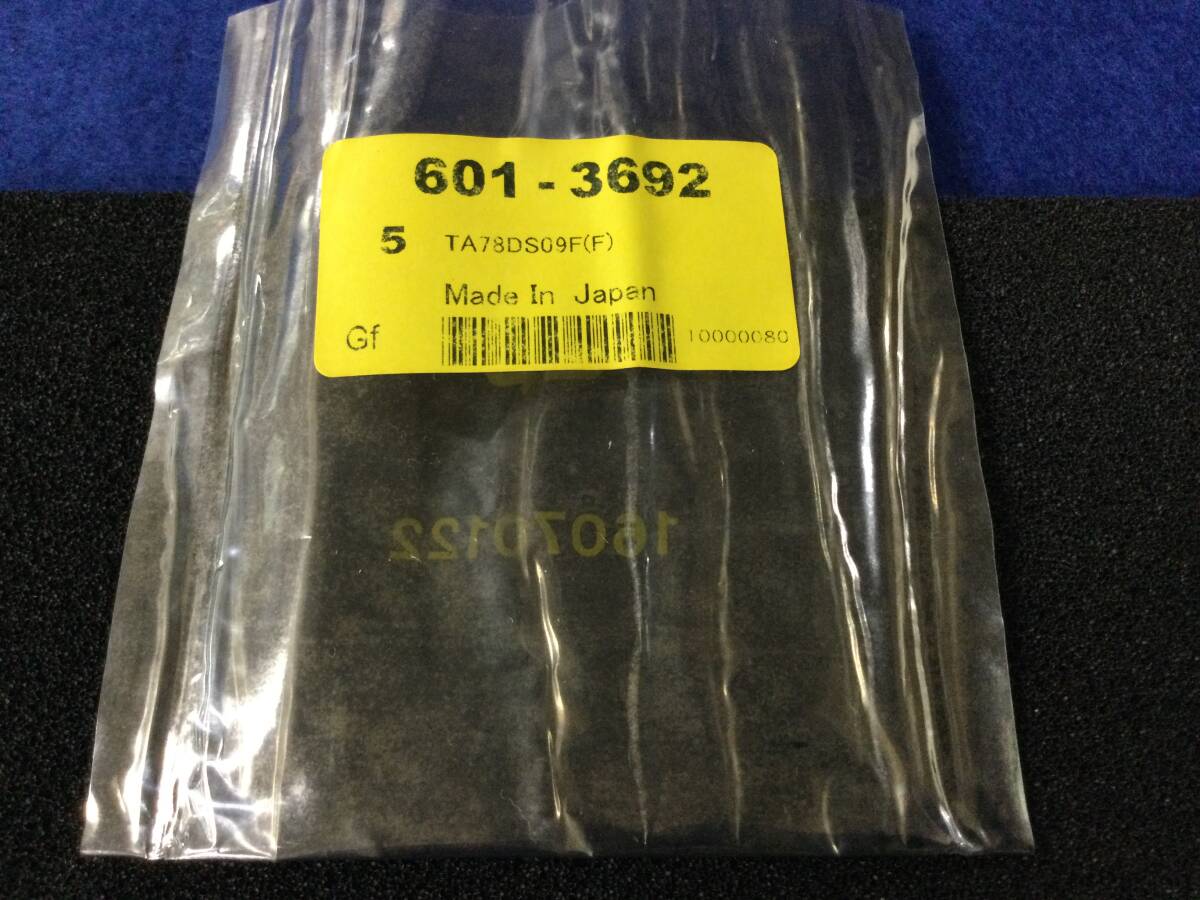 601 - 3692
5 TA78DS09F(F)
Made In Japan
Gf 10000080
16070122